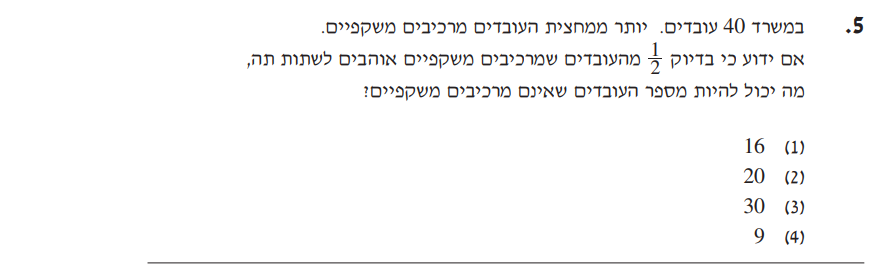 5. במשרד 40 עובדים. יותר ממחצית העובדים מרכיבים משקפיים.
אם ידוע כי בדיוק 1/2 מהעובדים שמרכיבים משקפיים אוהבים לשתות תה,
מה יכול להיות מספר העובדים שאינם מרכיבים משקפיים?
(1) 16
(2) 20
(3) 30
(4) 9